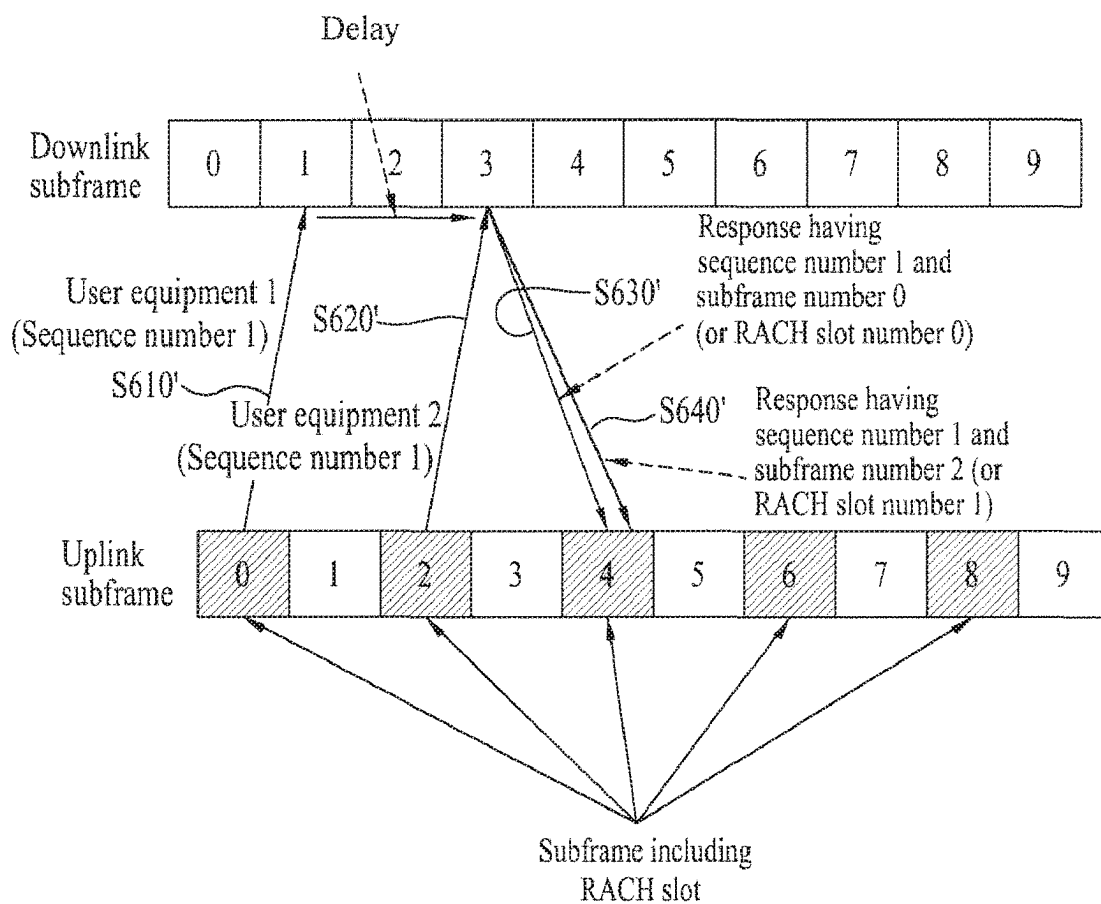 Delay
Downlink
subframe
0 1 2 3 4 5 6 7 8 9
User equipment 1
(Sequence number 1)
S610'
S620'
User equipment 2
(Sequence number 1)
S630'
Response having
sequence number 1 and
subframe number 0
(or RACH slot number 0)
S640'
Response having
sequence number 1 and
subframe number 2 (or
RACH slot number 1)
Uplink
subframe
0 1 2 3 4 5 6 7 8 9
Subframe including
RACH slot